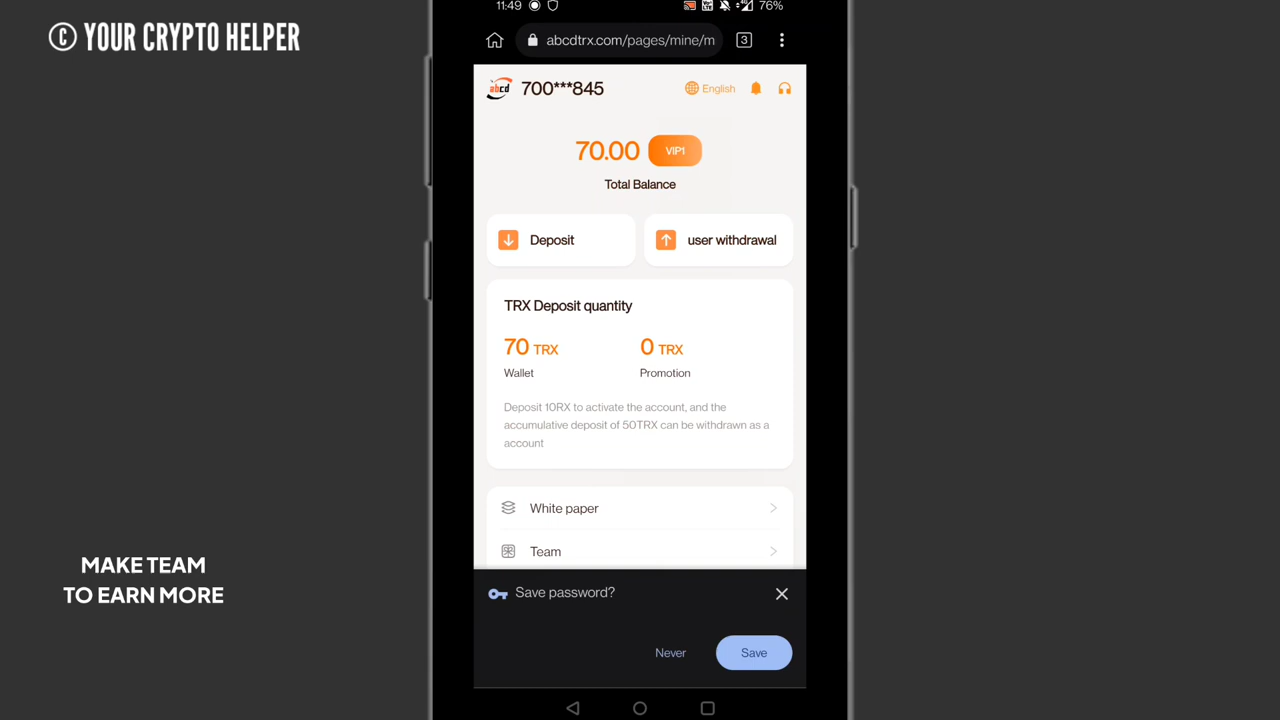 © YOUR CRYPTO HELPER
11:49
76%
abcdtrx.com/pages/mine/m
3
abcd
700***845
English
70.00
VIP1
Total Balance
Deposit
user withdrawal
TRX Deposit quantity
70 TRX
0 TRX
Wallet
Promotion
Deposit 10RX to activate the account, and the
accumulative deposit of 50TRX can be withdrawn as a
account
White paper
Team
MAKE TEAM
TO EARN MORE
Save password?
Never
Save